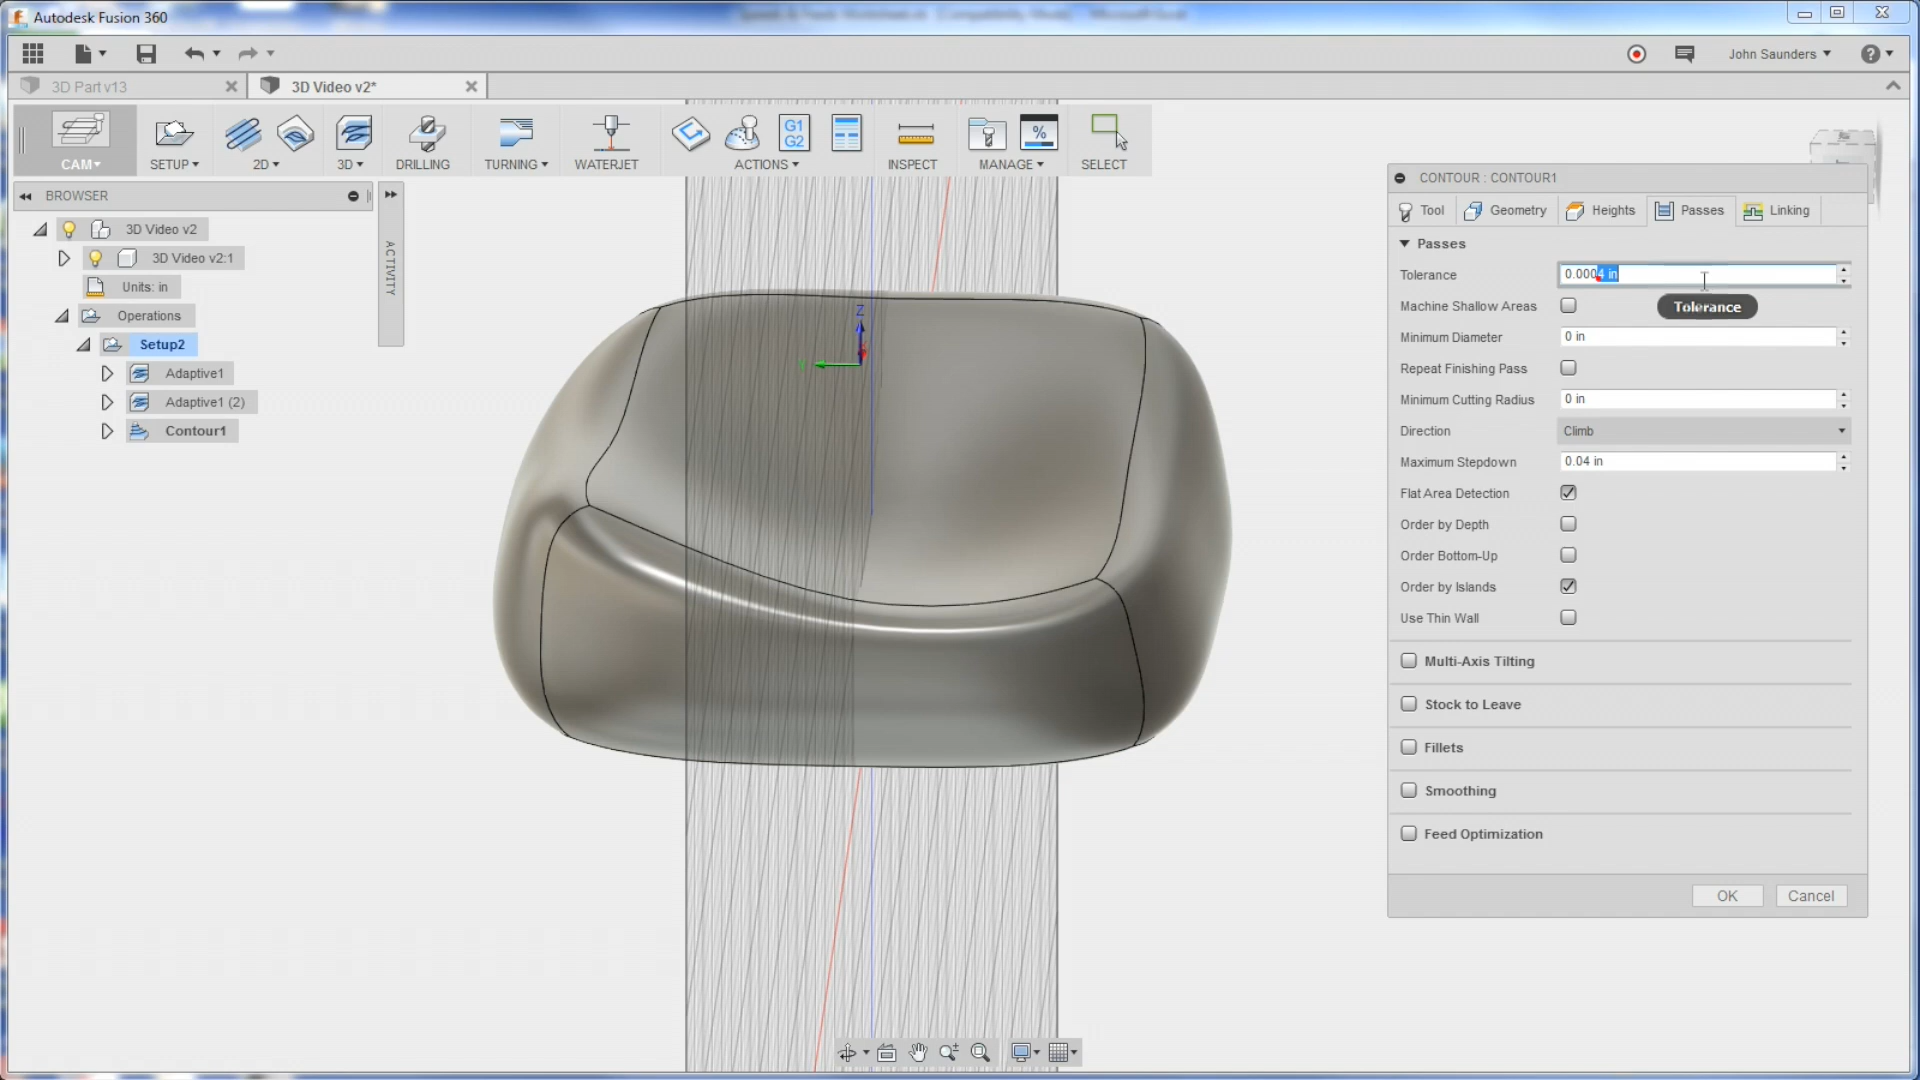 Autodesk Fusion 360
John Saunders
3D Part v13
3D Video v2*
G1
G2
%
CAM
SETUP
2D
3D
DRILLING
TURNING
WATERJET
ACTIONS
INSPECT
MANAGE
SELECT
BROWSER
ACTIVITY
3D Video v2
3D Video v2:1
Units: in
Operations
Setup2
Adaptive1
Adaptive1 (2)
Contour1
Z
CONTOUR : CONTOUR1
Tool
Geometry
Heights
Passes
Linking
Passes
Tolerance
0.0004 in
Machine Shallow Areas
Tolerance
Minimum Diameter
0 in
Repeat Finishing Pass
Minimum Cutting Radius
0 in
Direction
Climb
Maximum Stepdown
0.04 in
Flat Area Detection
Order by Depth
Order Bottom-Up
Order by Islands
Use Thin Wall
Multi-Axis Tilting
Stock to Leave
Fillets
Smoothing
Feed Optimization
OK
Cancel